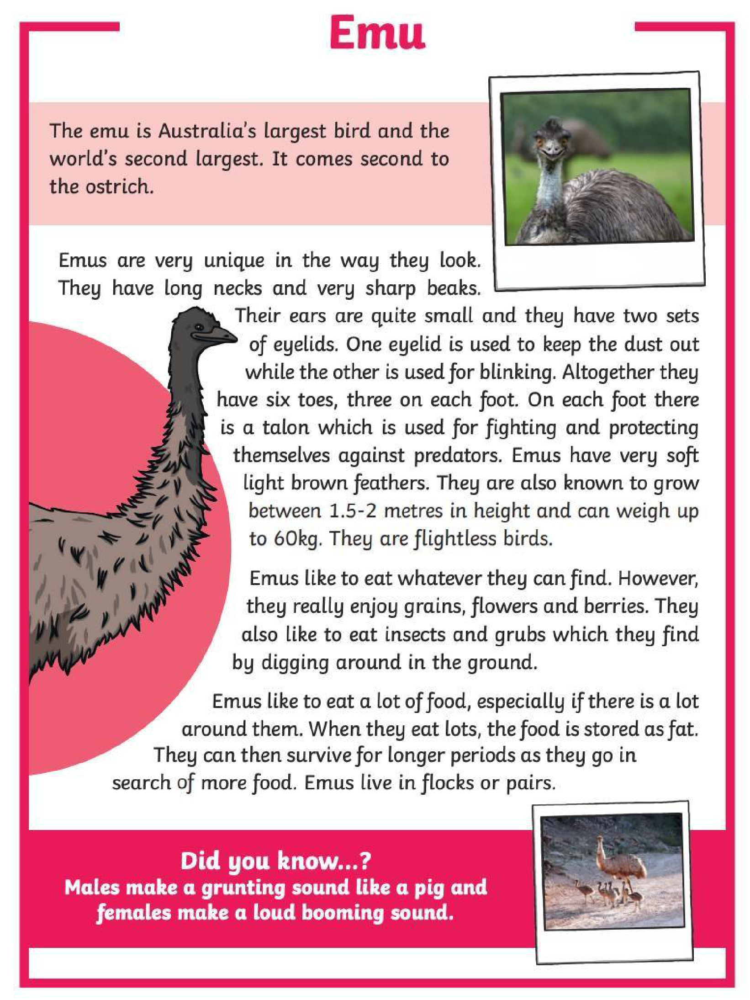 Emu
The emu is Australia's largest bird and the
world's second largest. It comes second to
the ostrich.
Emus are very unique in the way they look.
They have long necks and very sharp beaks.
Their ears are quite small and they have two sets
of eyelids. One eyelid is used to keep the dust out
while the other is used for blinking. Altogether they
have six toes, three on each foot. On each foot there
is a talon which is used for fighting and protecting
themselves against predators. Emus have very soft
light brown feathers. They are also known to grow
between 1.5-2 metres in height and can weigh up
to 60kg. They are flightless birds.
Emus like to eat whatever they can find. However,
they really enjoy grains, flowers and berries. They
also like to eat insects and grubs which they find
by digging around in the ground.
Emus like to eat a lot of food, especially if there is a lot
around them. When they eat lots, the food is stored as fat.
They can then survive for longer periods as they go in
search of more food. Emus live in flocks or pairs.
Did you know...?
Males make a grunting sound like a pig and
females make a loud booming sound.